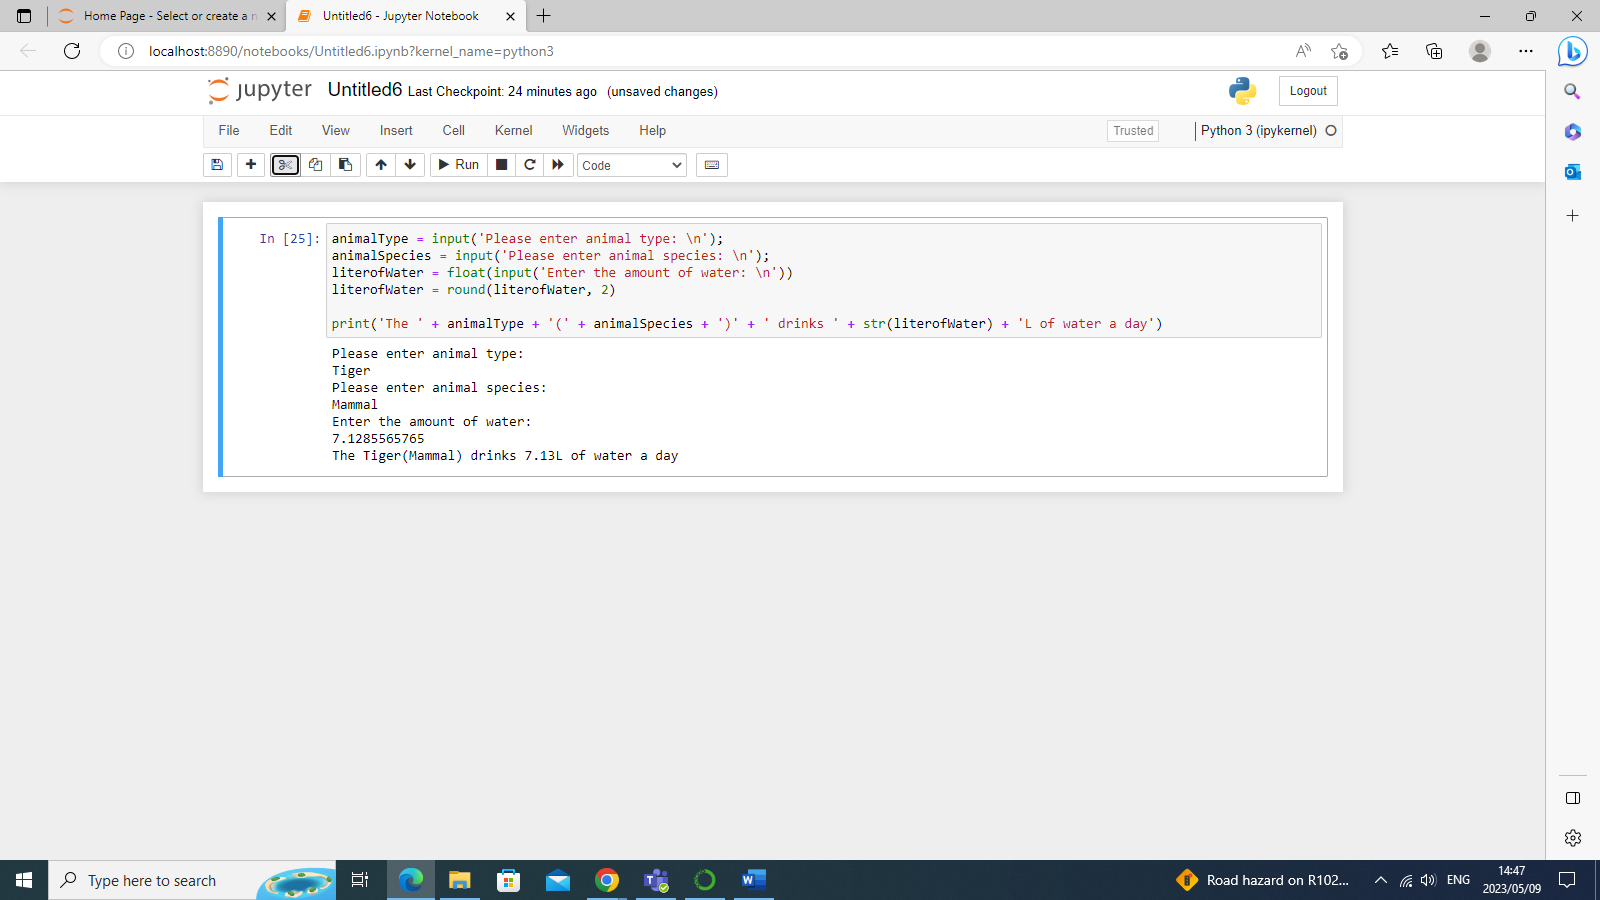 Home Page - Select or create a n
Untitled6 - Jupyter Notebook
localhost:8890/notebooks/Untitled6.ipynb?kernel_name=python3
jupyter Untitled6 Last Checkpoint: 24 minutes ago (unsaved changes)
Logout
File Edit View Insert Cell Kernel Widgets Help
Trusted
Python 3 (ipykernel)
Run
Code
In [25]:
animalType = input('Please enter animal type: \n');
animalSpecies = input('Please enter animal species: \n');
literofWater = float(input('Enter the amount of water: \n'))
literofWater = round(literofWater, 2)
print('The ' + animalType + '(' + animalSpecies + ')' + ' drinks ' + str(literofWater) + 'L of water a day')
Please enter animal type:
Tiger
Please enter animal species:
Mammal
Enter the amount of water:
7.1285565765
The Tiger(Mammal) drinks 7.13L of water a day
Type here to search
Road hazard on R102...
ENG
14:47
2023/05/09